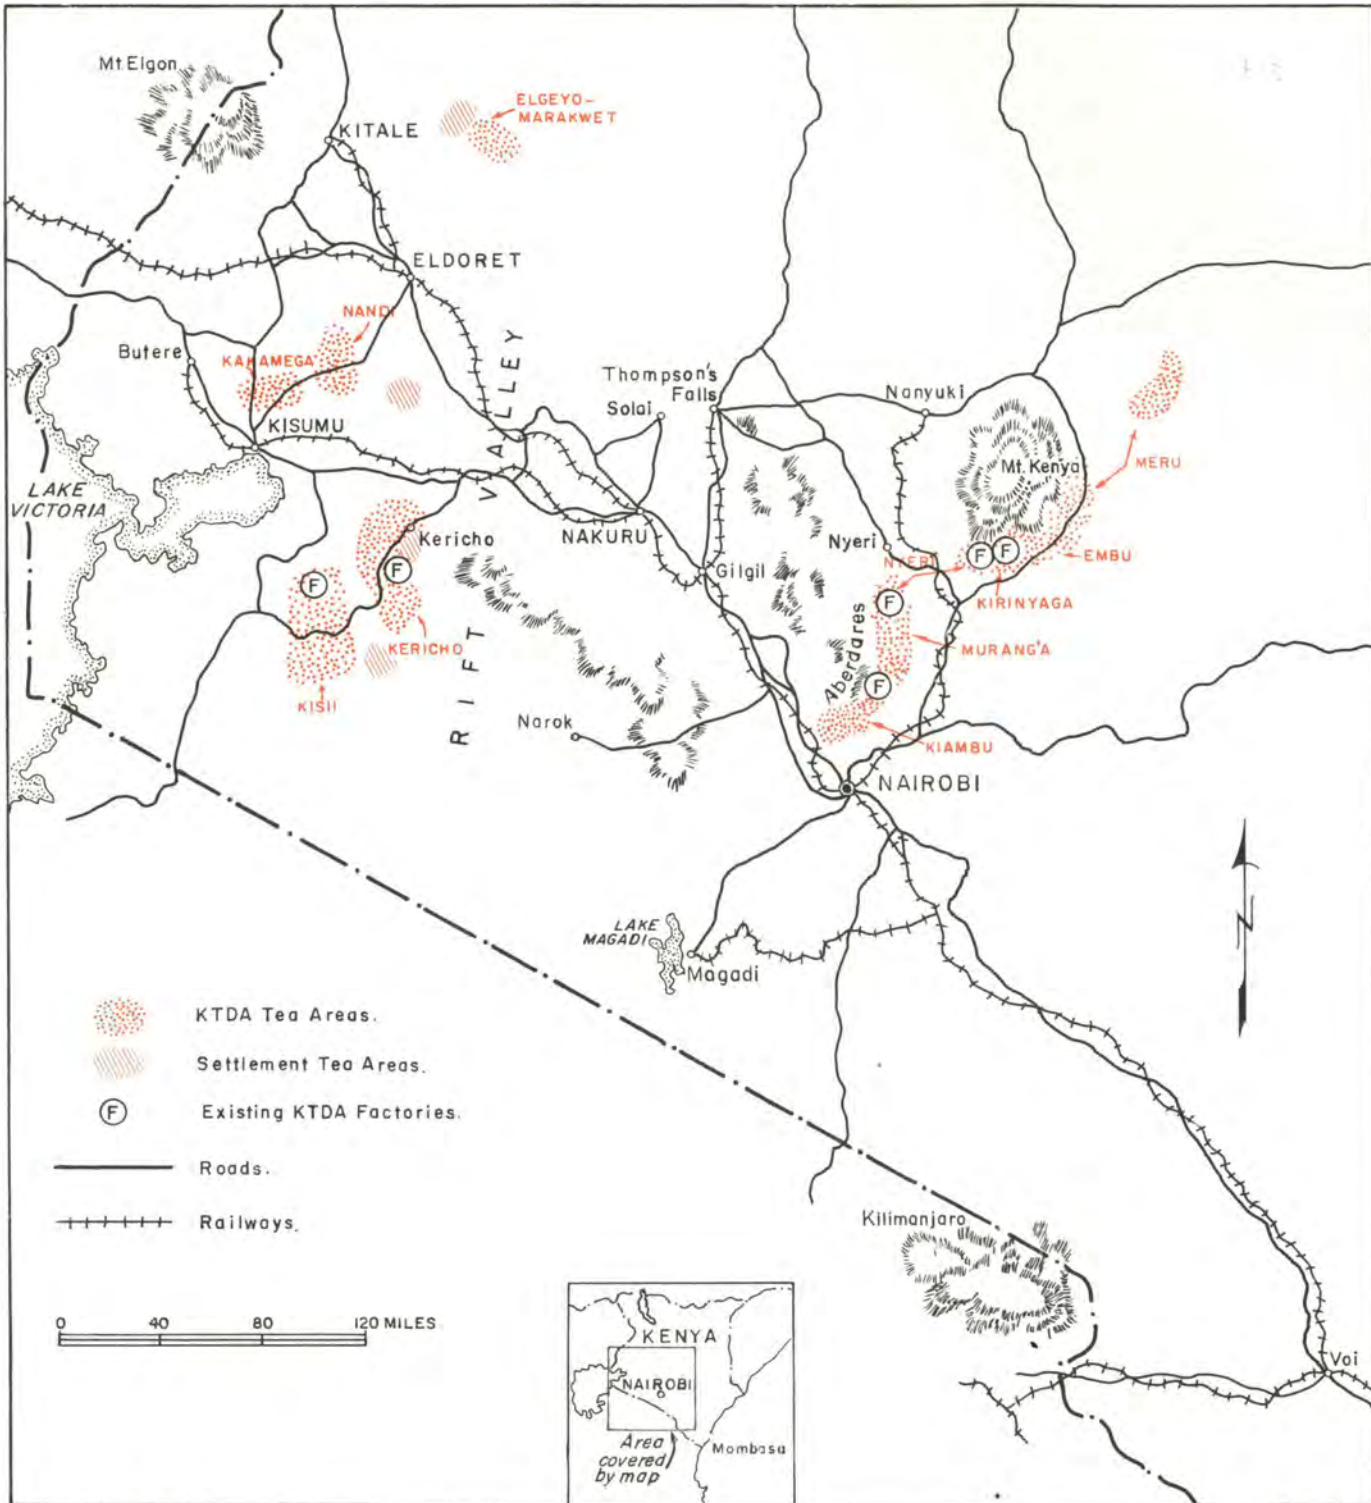 Mt Elgon
ELGEYO-
MARAKWET
KITALE
ELDORET
NANDI
Butere
KAKAMEGA
KISUMU
RIFT VALLEY
Thompson's
Falls
Solai
Nanyuki
Mt. Kenya
MERU
LAKE
VICTORIA
Kericho
NAKURU
Gilgil
Nyeri
NYERI
EMBU
KIRINYAGA
F
F
F
F
F
F
KERICHO
KISII
Aberdares
MURANG'A
Narok
KIAMBU
NAIROBI
LAKE
MAGADI
Magadi
N
KTDA Tea Areas.
Settlement Tea Areas.
F Existing KTDA Factories.
Roads.
Railways.
Kilimanjaro
Voi
0 40 80 120 MILES
KENYA
NAIROBI
Mombasa
Area
covered
by map